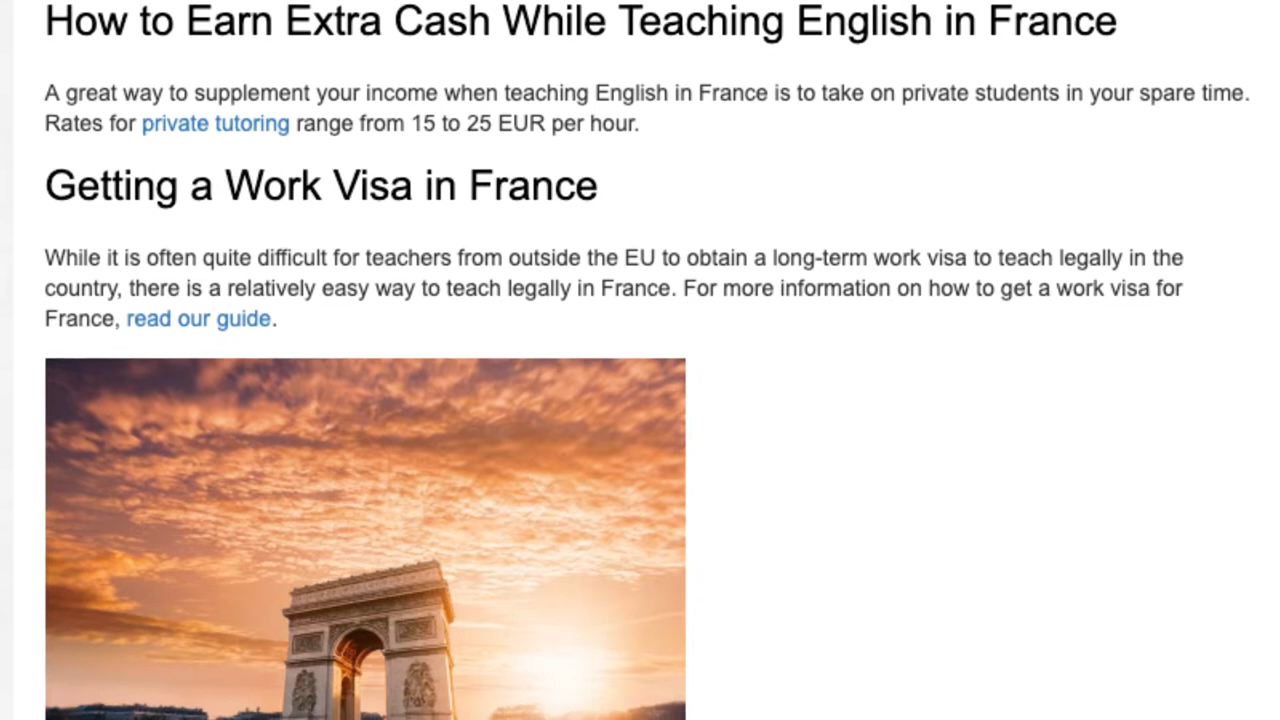 How to Earn Extra Cash While Teaching English in France
A great way to supplement your income when teaching English in France is to take on private students in your spare time.
Rates for private tutoring range from 15 to 25 EUR per hour.
Getting a Work Visa in France
While it is often quite difficult for teachers from outside the EU to obtain a long-term work visa to teach legally in the
country, there is a relatively easy way to teach legally in France. For more information on how to get a work visa for
France, read our guide.